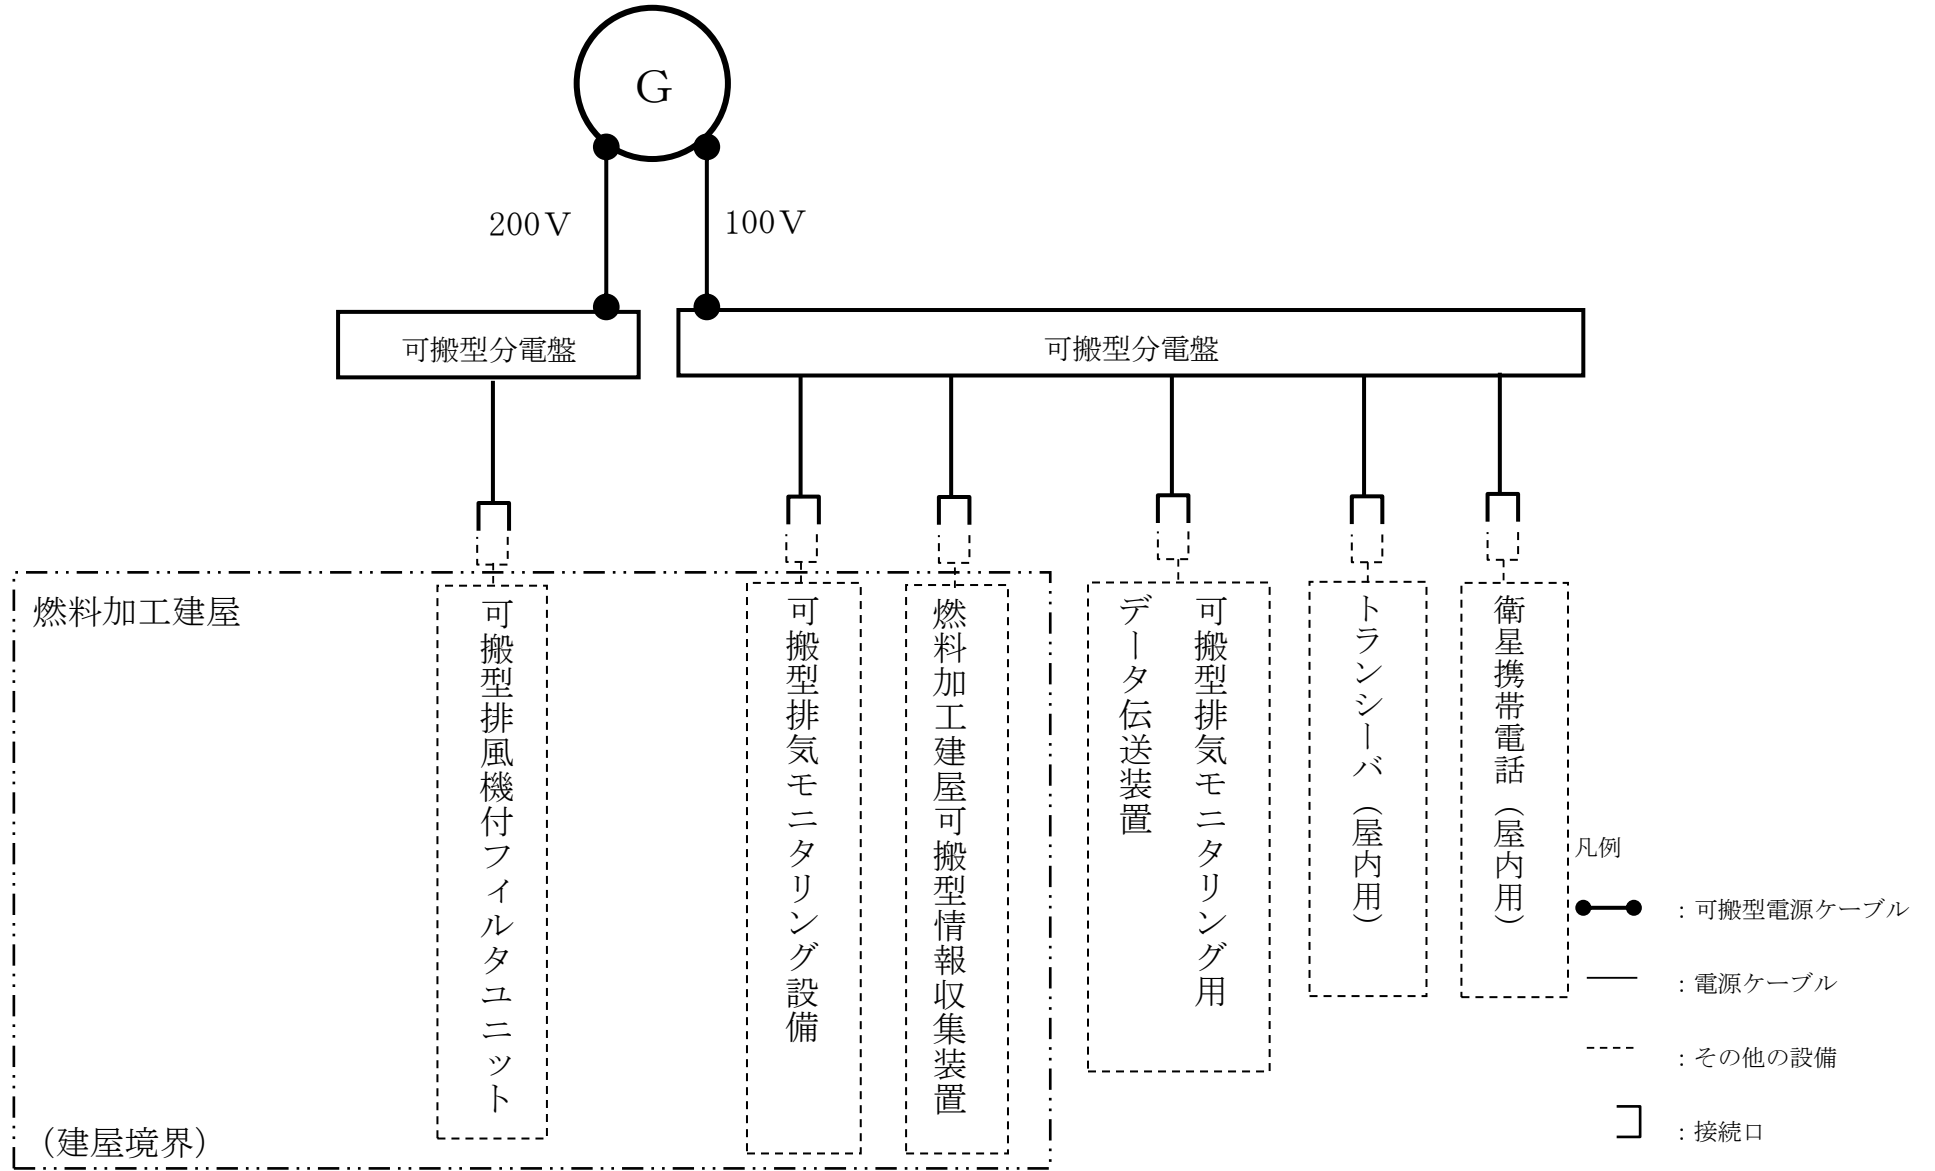 G
200V
100V
可搬型分電盤
可搬型分電盤
燃料加工建屋
可搬型排風機付フィルタユニット
可搬型排気モニタリング設備
燃料加工建屋可搬型情報収集装置
可搬型排気モニタリング用
データ伝送装置
トランシーバ（屋内用）
衛星携帯電話（屋内用）
（建屋境界）
凡例
：可搬型電源ケーブル
：電源ケーブル
：その他の設備
：接続口